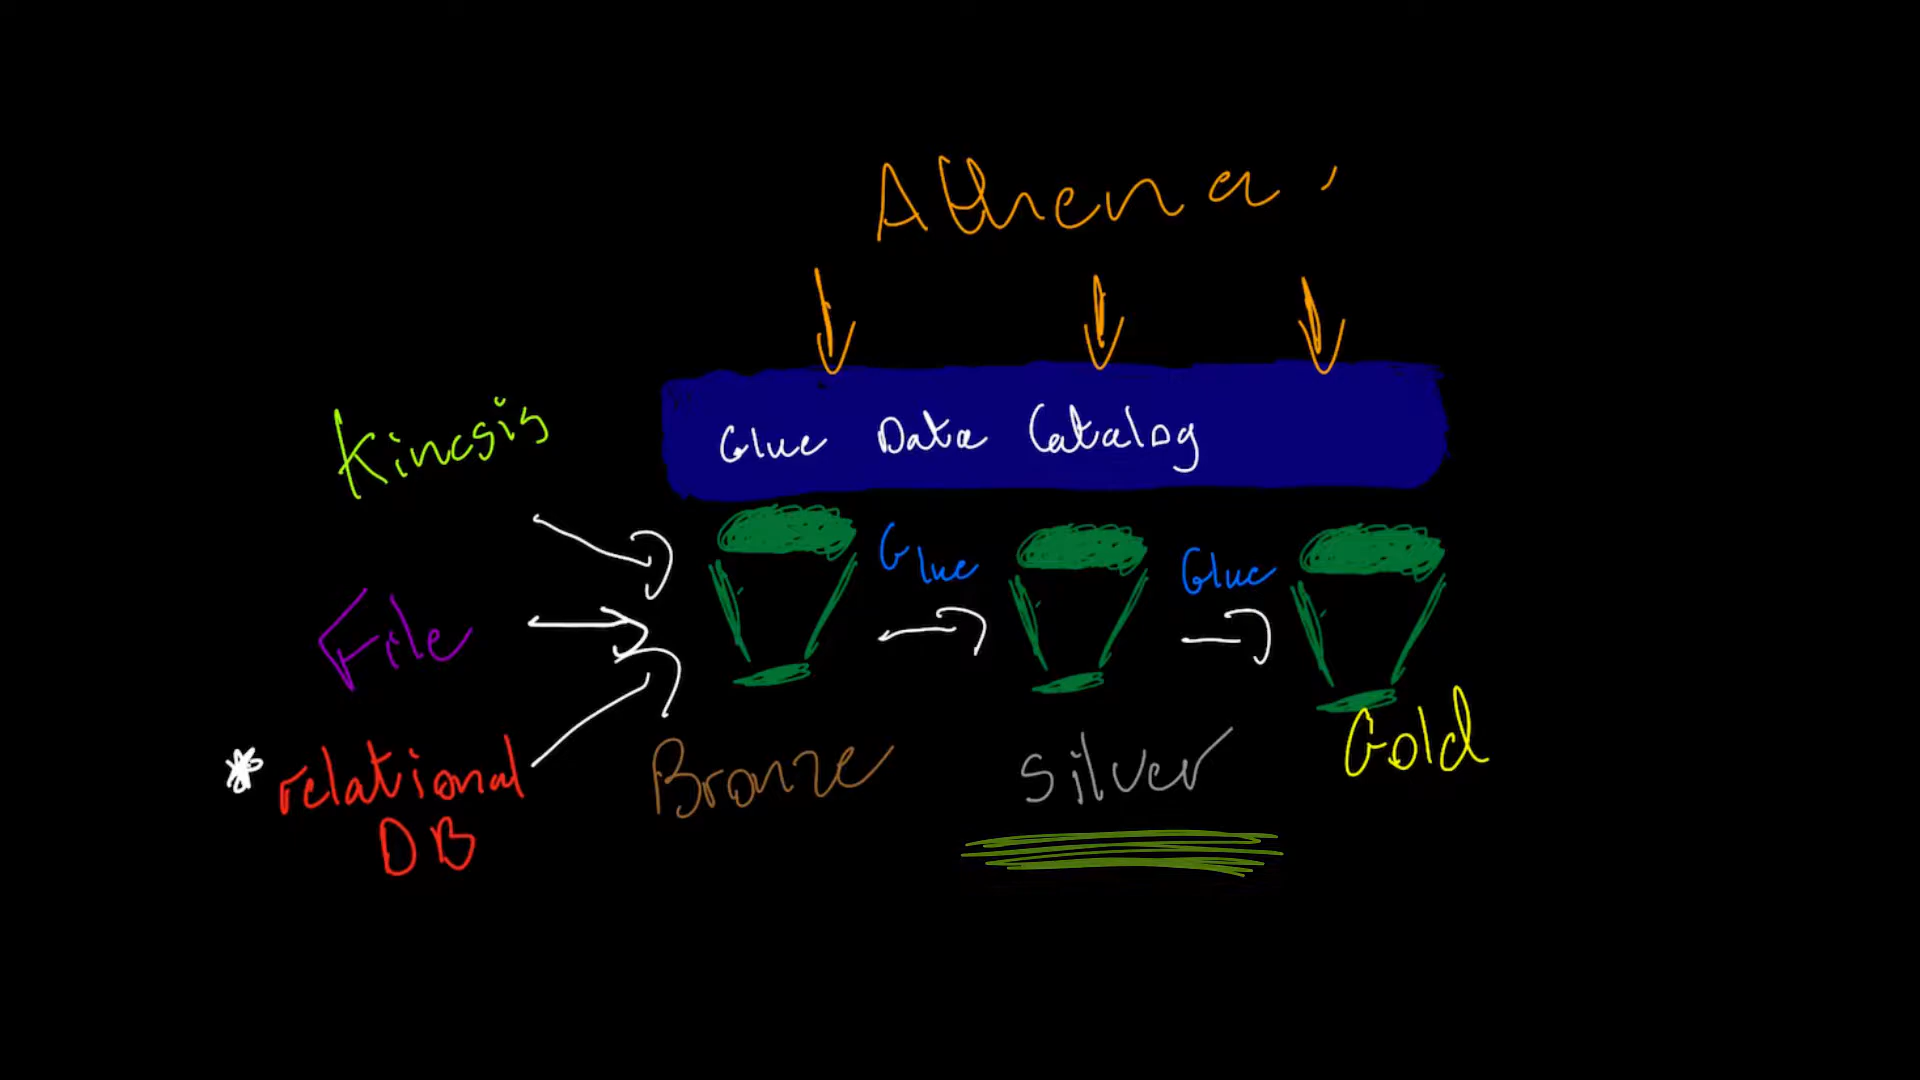 Athena
Kinesis
Glue Data Catalog
Glue
Glue
File
* relational
DB
Bronze
Silver
Gold